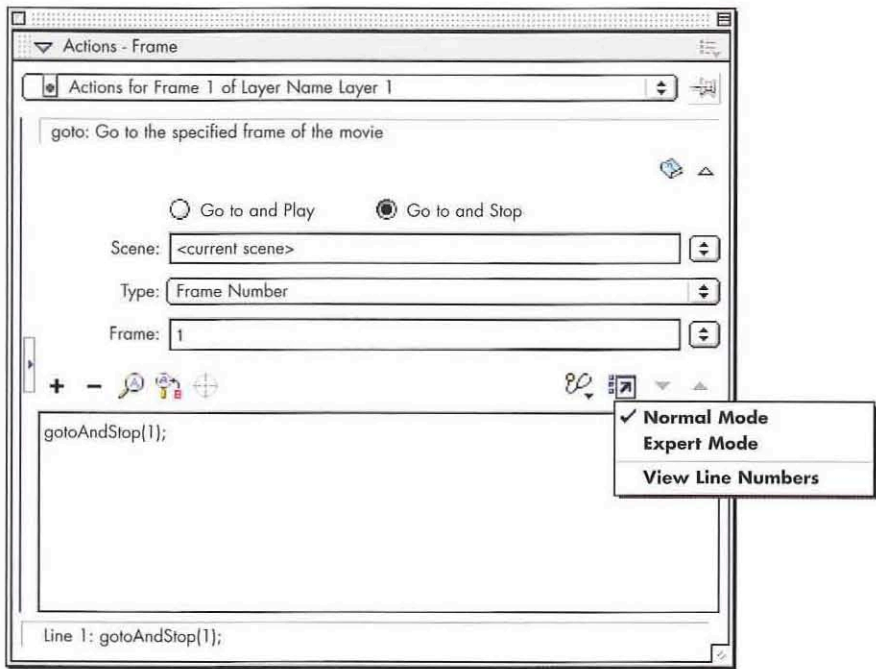 Actions - Frame
Actions for Frame 1 of Layer Name Layer 1
goto: Go to the specified frame of the movie
Go to and Play Go to and Stop
Scene: <current scene>
Type: Frame Number
Frame: 1
Normal Mode
Expert Mode
View Line Numbers
gotoAndStop(1);
Line 1: gotoAndStop(1);